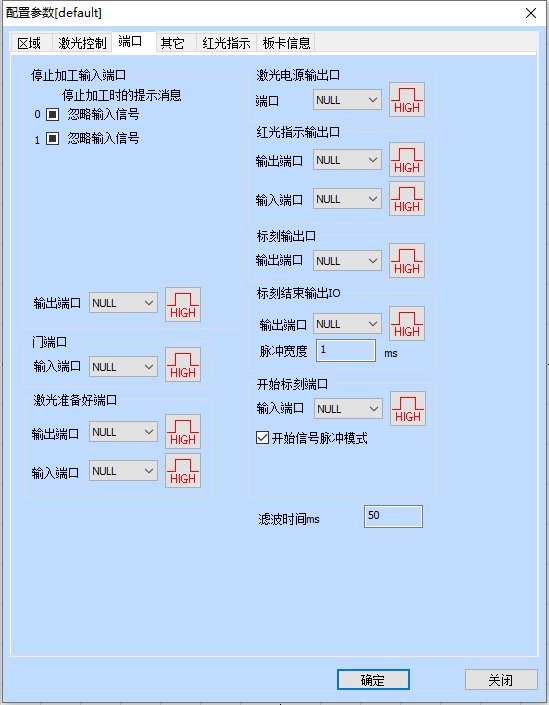 配置参数[default]
区域 激光控制 端口 其它 红光指示 板卡信息
停止加工输入端口
停止加工时的提示消息
0 忽略输入信号
1 忽略输入信号
输出端口 NULL HIGH
门端口
输入端口 NULL HIGH
激光准备好端口
输出端口 NULL HIGH
输入端口 NULL HIGH
激光电源输出口
端口 NULL HIGH
红光指示输出口
输出端口 NULL HIGH
输入端口 NULL HIGH
标刻输出口
输出端口 NULL HIGH
标刻结束输出IO
输出端口 NULL HIGH
脉冲宽度 1 ms
开始标刻端口
输入端口 NULL HIGH
开始信号脉冲模式
滤波时间ms 50
确定 关闭